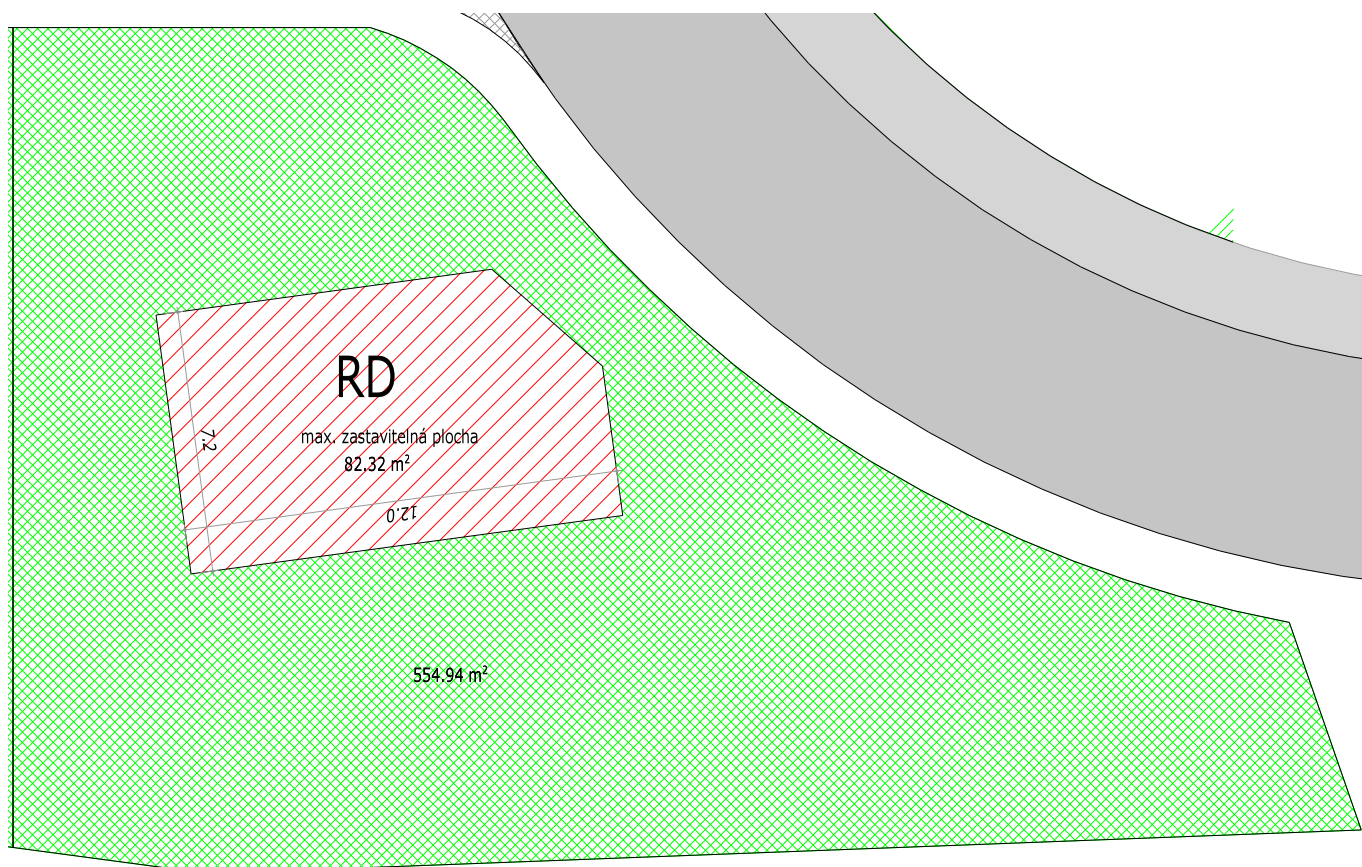 RD
max. zastavitelná plocha
82.32 m²
7.2
12.0
554.94 m²